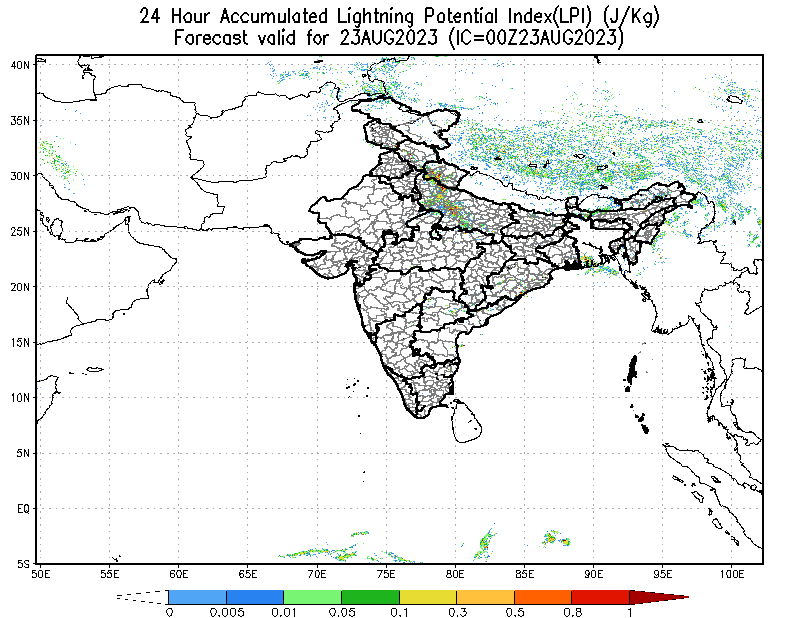 24 Hour Accumulated Lightning Potential Index(LPI) (J/Kg)
Forecast valid for 23AUG2023 (IC=00Z23AUG2023)
40N
35N
30N
25N
20N
15N
10N
5N
EQ
5S
50E 55E 60E 65E 70E 75E 80E 85E 90E 95E 100E
0 0.005 0.01 0.05 0.1 0.3 0.5 0.8 1